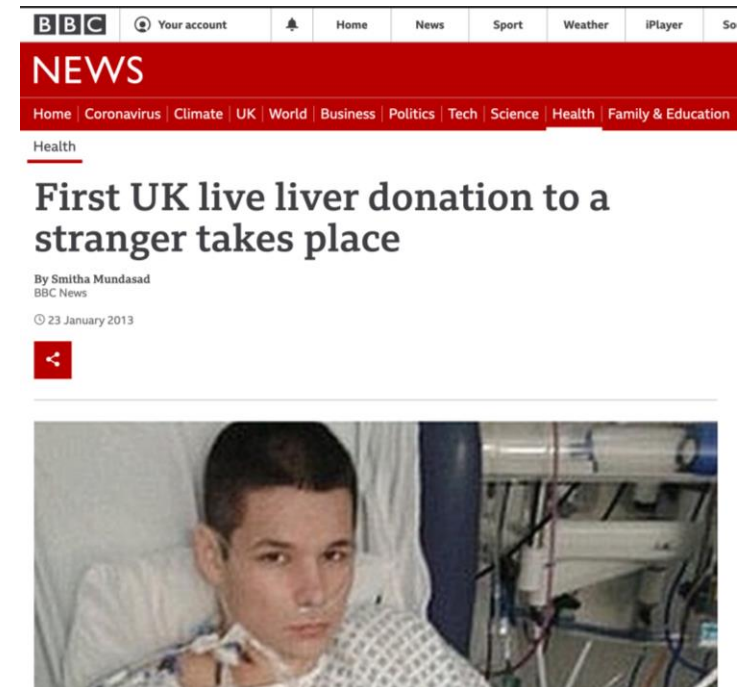 BBC Your account Home News Sport Weather iPlayer So
NEWS
Home Coronavirus Climate UK World Business Politics Tech Science Health Family & Education
Health
First UK live liver donation to a
stranger takes place
By Smitha Mundasad
BBC News
23 January 2013